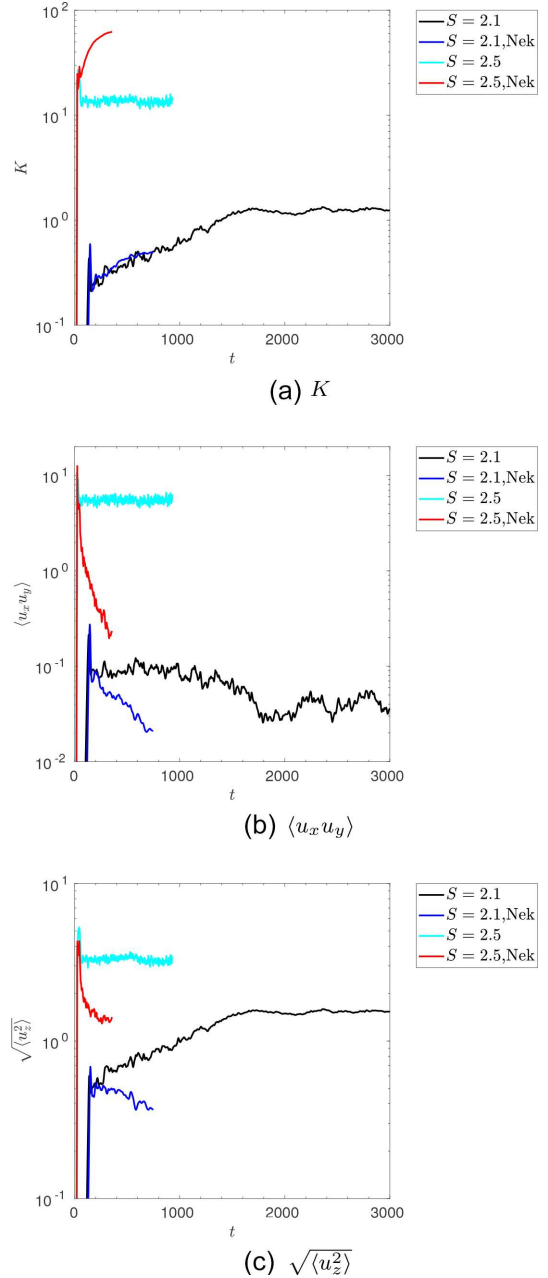 10^2
10^1
10^0
10^-1
K
0 1000 2000 3000
t
S = 2.1
S = 2.1,Nek
S = 2.5
S = 2.5,Nek
(a) K
10^1
10^0
10^-1
10^-2
⟨u_x u_y⟩
0 1000 2000 3000
t
S = 2.1
S = 2.1,Nek
S = 2.5
S = 2.5,Nek
(b) ⟨u_x u_y⟩
10^1
10^0
10^-1
√⟨u_z^2⟩
0 1000 2000 3000
t
S = 2.1
S = 2.1,Nek
S = 2.5
S = 2.5,Nek
(c) √⟨u_z^2⟩